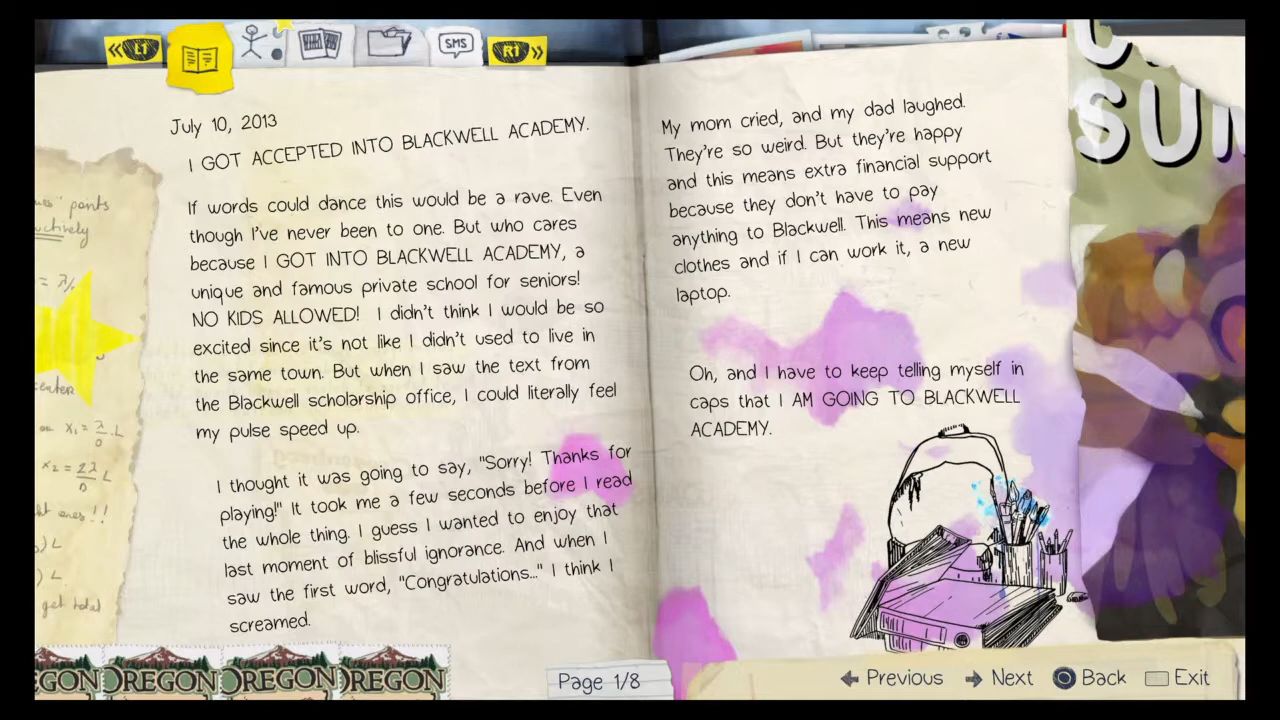 L1
SMS
R1
July 10, 2013
I GOT ACCEPTED INTO BLACKWELL ACADEMY.
If words could dance this would be a rave. Even
though I've never been to one. But who cares
because I GOT INTO BLACKWELL ACADEMY, a
unique and famous private school for seniors!
NO KIDS ALLOWED! I didn't think I would be so
excited since it's not like I didn't used to live in
the same town. But when I saw the text from
the Blackwell scholarship office, I could literally feel
my pulse speed up.
I thought it was going to say, "Sorry! Thanks for
playing!" It took me a few seconds before I read
the whole thing. I guess I wanted to enjoy that
last moment of blissful ignorance. And when I
saw the first word, "Congratulations..." I think I
screamed.
My mom cried, and my dad laughed.
They're so weird. But they're happy
and this means extra financial support
because they don't have to pay
anything to Blackwell. This means new
clothes and if I can work it, a new
laptop.
Oh, and I have to keep telling myself in
caps that I AM GOING TO BLACKWELL
ACADEMY.
points
ctively
X₁ = λ/D . L
X₂ = 2λ/D L
get total
EGON OREGON OREGON OREGON
SUM
Page 1/8
Previous Next Back Exit